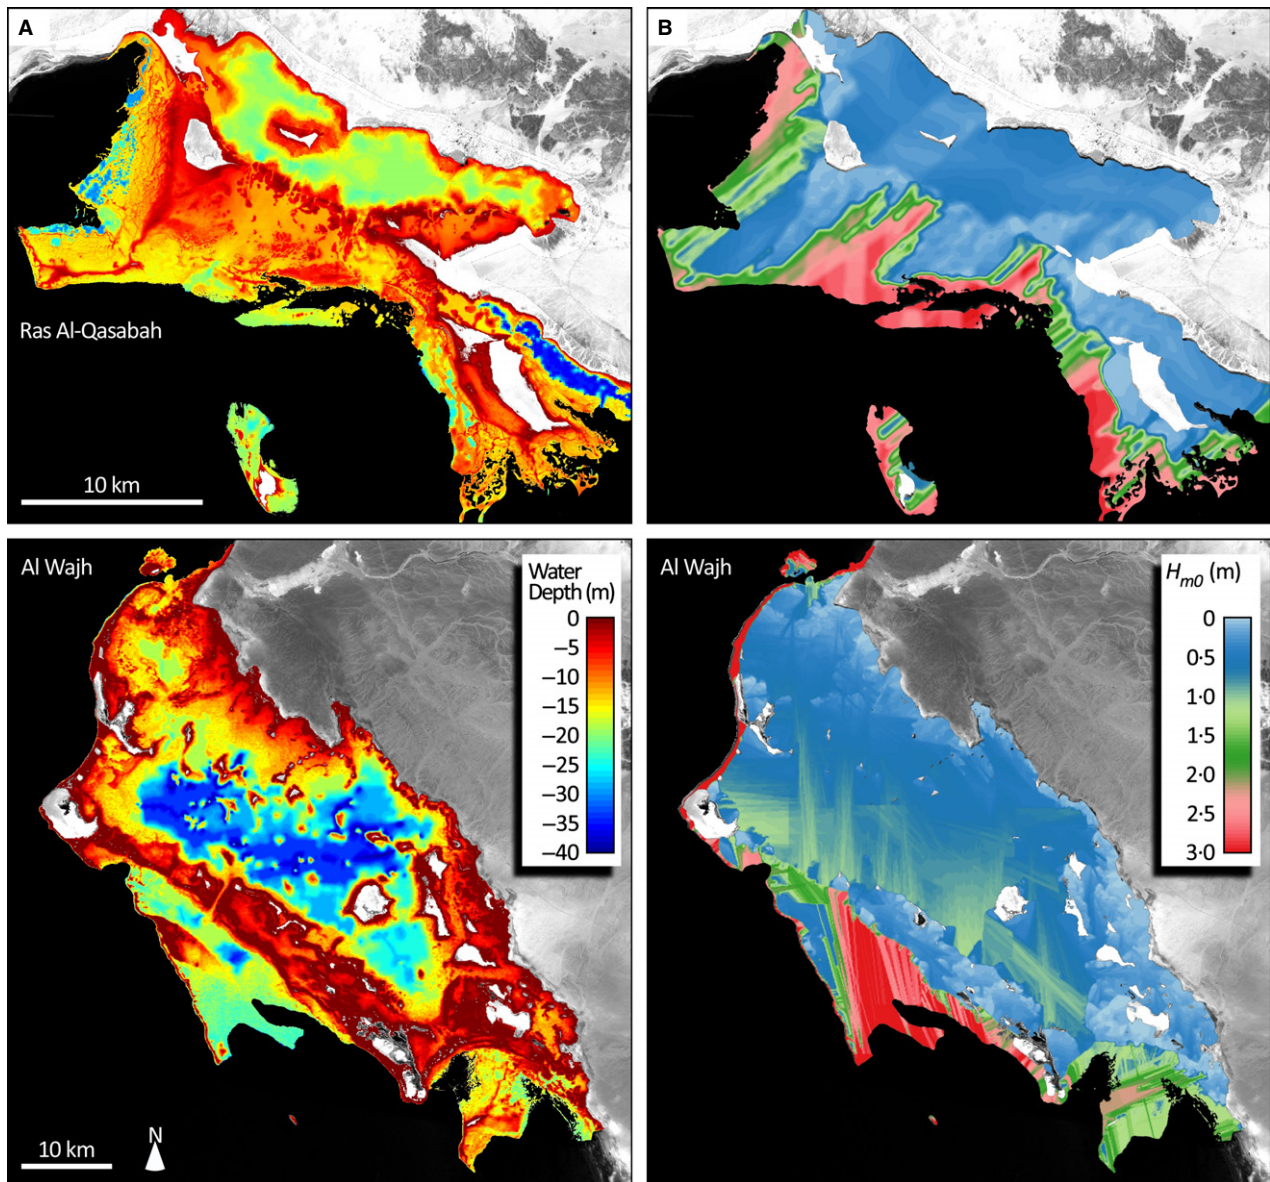 A
B
Ras Al-Qasabah
10 km
Al Wajh
Water
Depth (m)
0
–5
–10
–15
–20
–25
–30
–35
–40
10 km
N
Al Wajh
Hm0 (m)
0
0·5
1·0
1·5
2·0
2·5
3·0